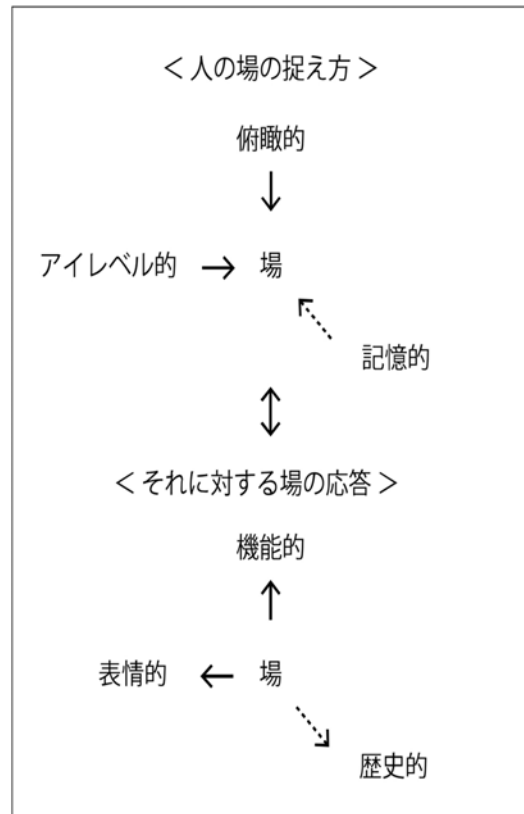 ＜人の場の捉え方＞
俯瞰的
アイレベル的 → 場
記憶的
＜それに対する場の応答＞
機能的
表情的 ← 場
歴史的